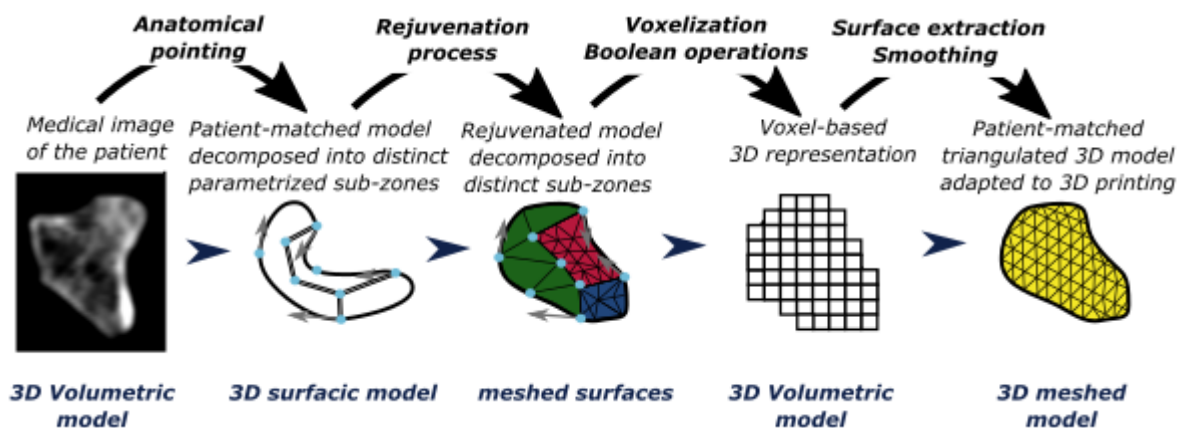 Anatomical
pointing
Rejuvenation
process
Voxelization
Boolean operations
Surface extraction
Smoothing
Medical image
of the patient
Patient-matched model
decomposed into distinct
parametrized sub-zones
Rejuvenated model
decomposed into
distinct sub-zones
Voxel-based
3D representation
Patient-matched
triangulated 3D model
adapted to 3D printing
3D Volumetric
model
3D surfacic model
meshed surfaces
3D Volumetric
model
3D meshed
model